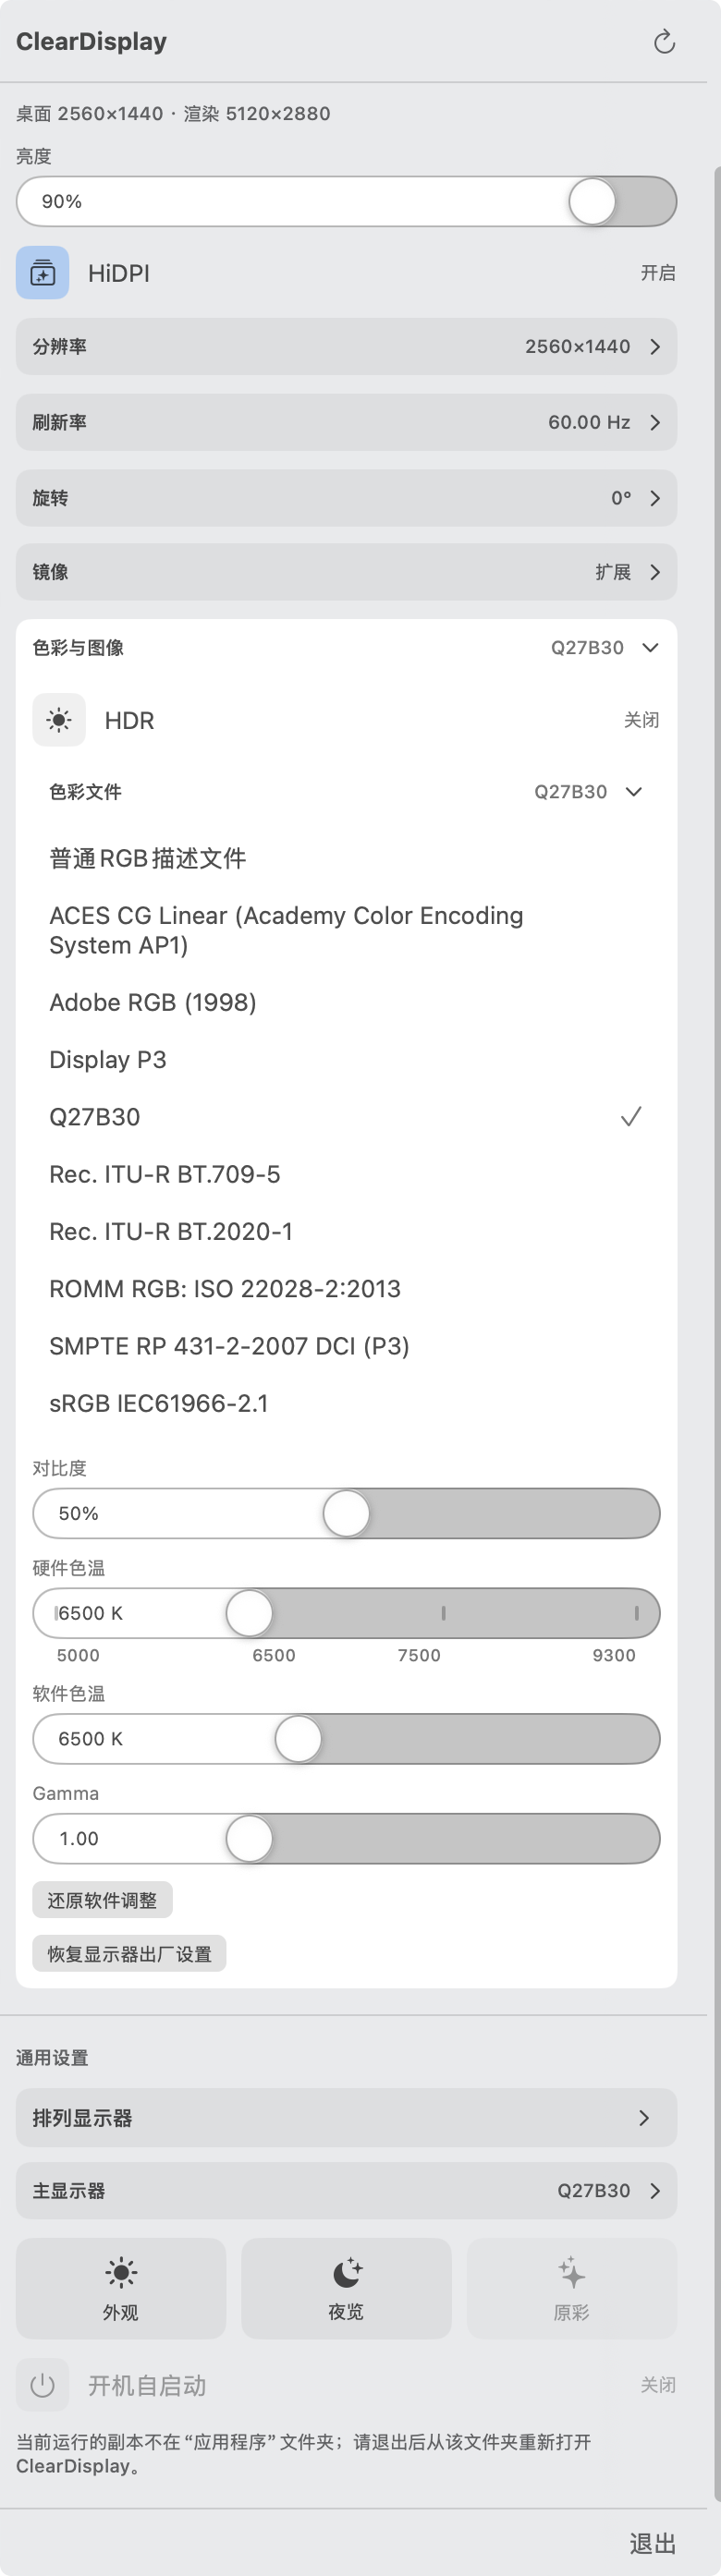 ClearDisplay
桌面 2560×1440 · 渲染 5120×2880
亮度
90%
HiDPI 开启
分辨率 2560×1440
刷新率 60.00 Hz
旋转 0°
镜像 扩展
色彩与图像 Q27B30
HDR 关闭
色彩文件 Q27B30
普通RGB描述文件
ACES CG Linear (Academy Color Encoding
System AP1)
Adobe RGB (1998)
Display P3
Q27B30
Rec. ITU-R BT.709-5
Rec. ITU-R BT.2020-1
ROMM RGB: ISO 22028-2:2013
SMPTE RP 431-2-2007 DCI (P3)
sRGB IEC61966-2.1
对比度
50%
硬件色温
6500 K
5000 6500 7500 9300
软件色温
6500 K
Gamma
1.00
还原软件调整
恢复显示器出厂设置
通用设置
排列显示器
主显示器 Q27B30
外观 夜览 原彩
开机自启动 关闭
当前运行的副本不在“应用程序”文件夹；请退出后从该文件夹重新打开
ClearDisplay。
退出